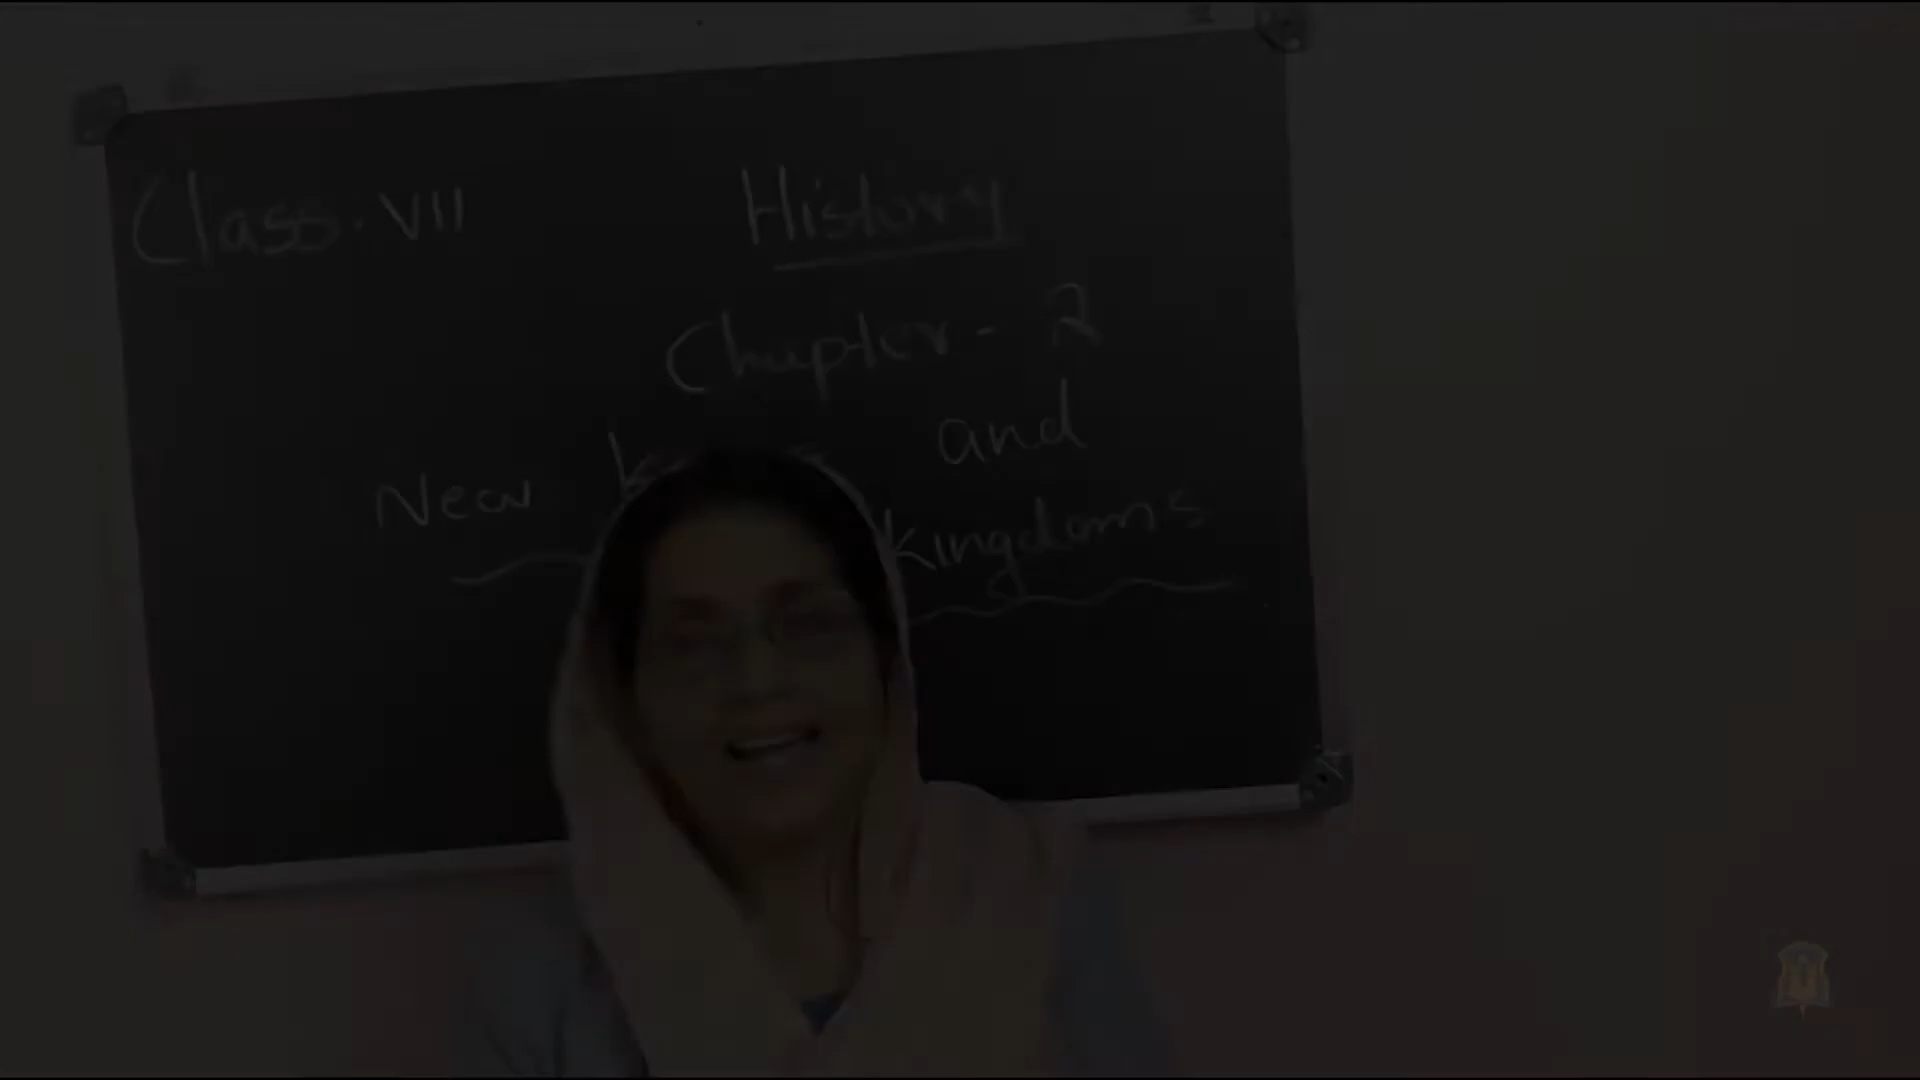 Class. VII
History
Chapter - 2
New and
Kingdoms